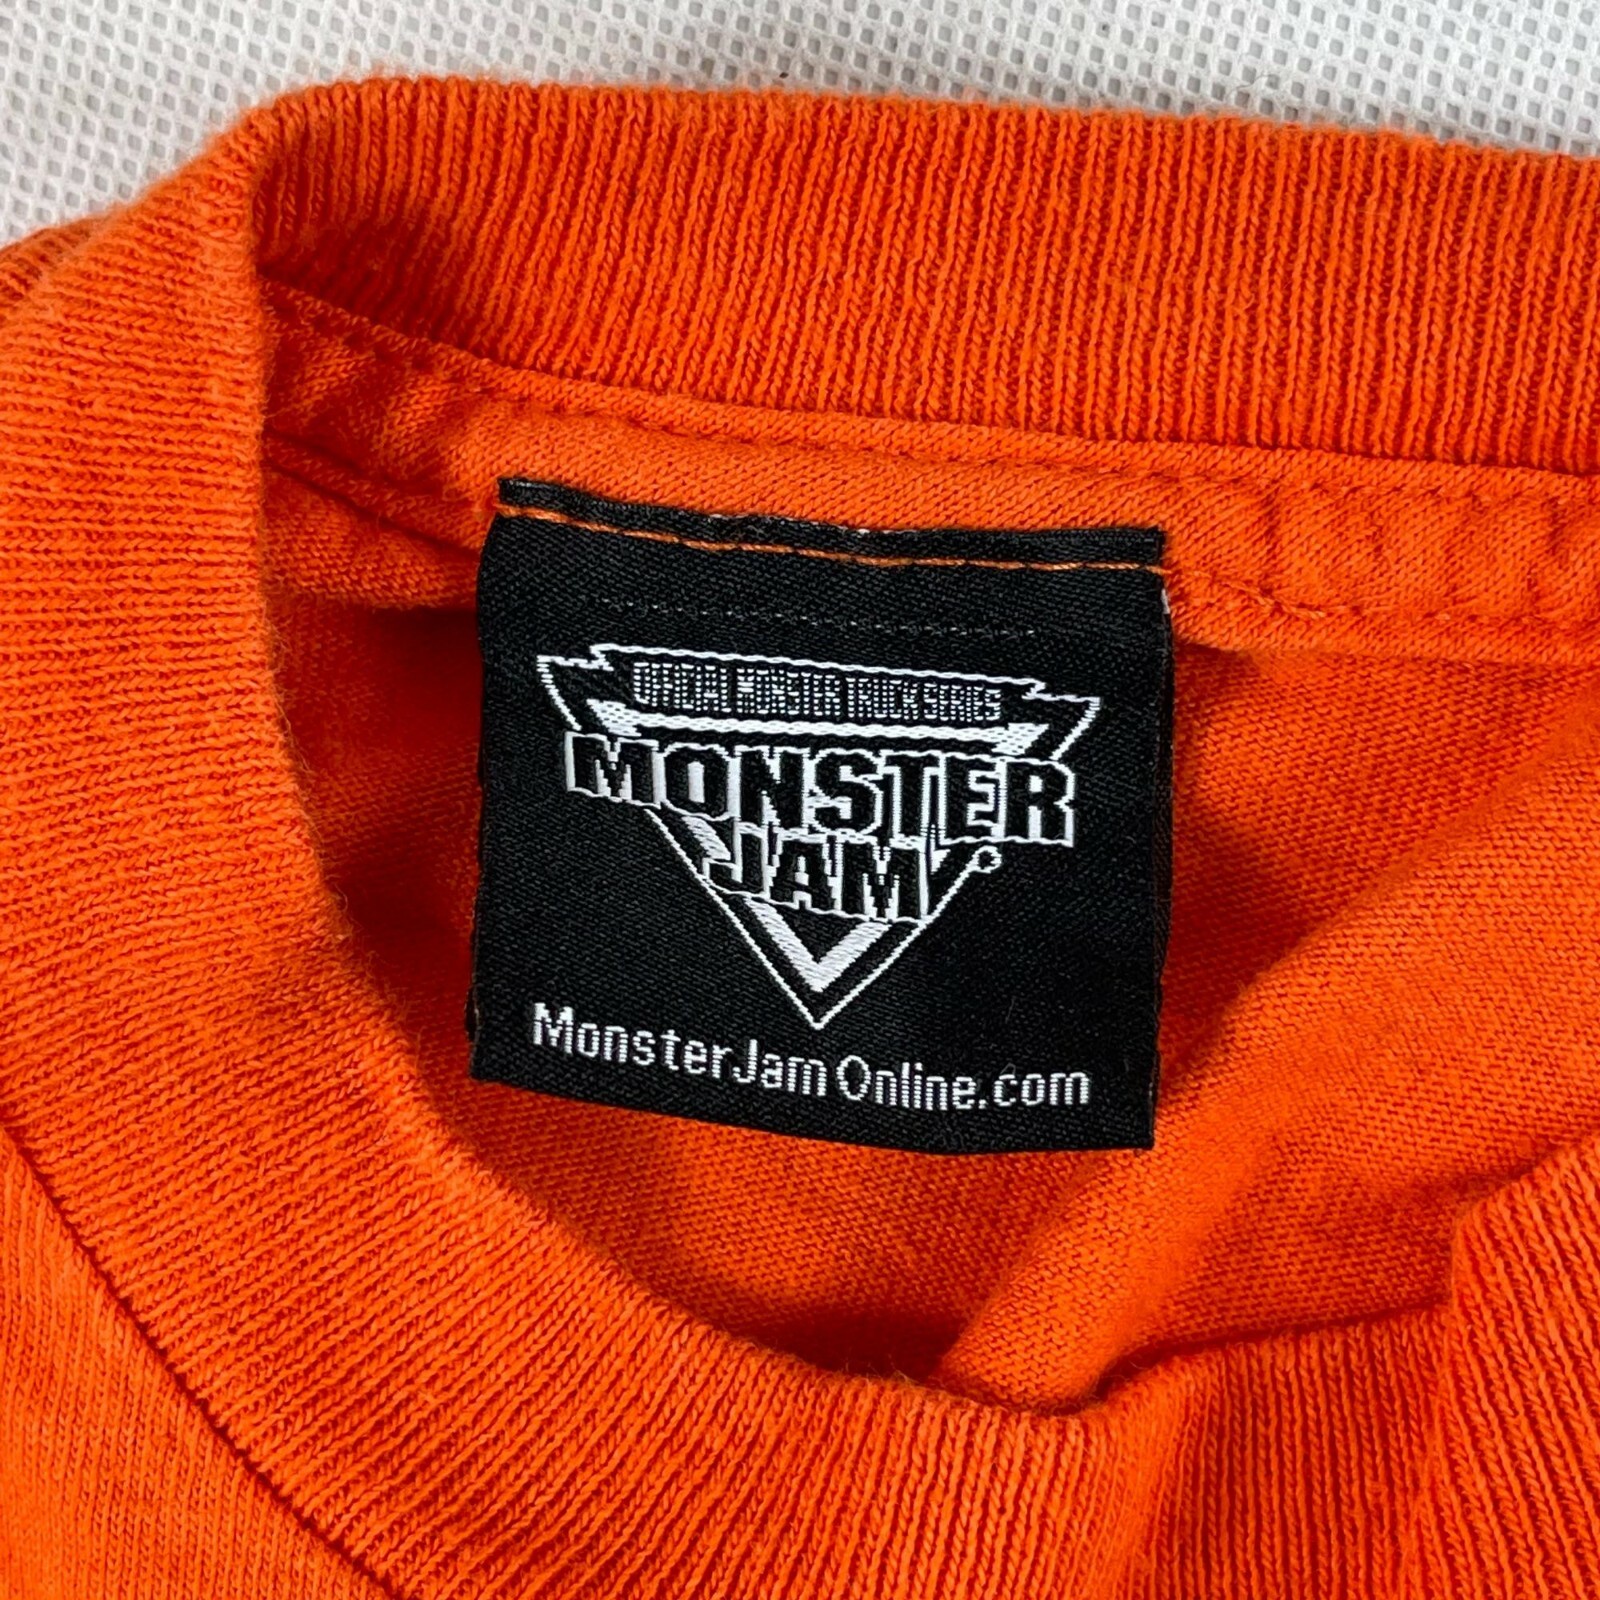 OFFICIAL MONSTER TRUCK SERIES
MONSTER
JAM
MonsterJamOnline.com